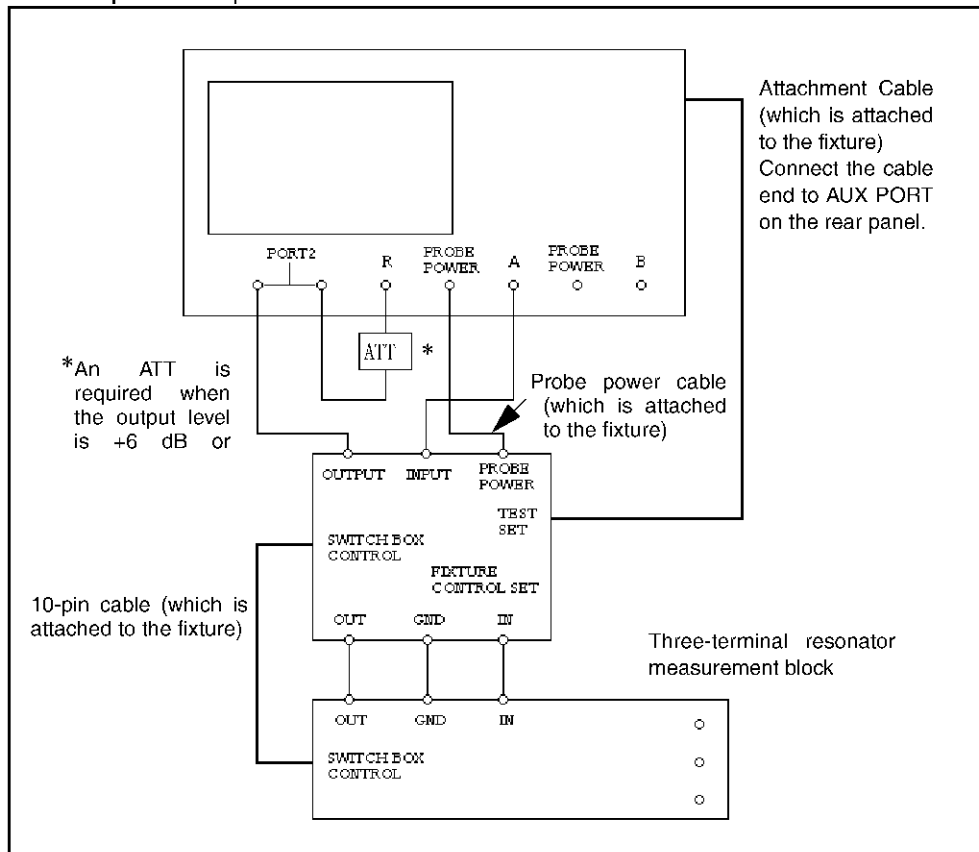 Attachment Cable
(which is attached
to the fixture)
Connect the cable
end to AUX PORT
on the rear panel.
PORT2
R
PROBE
POWER
A
PROBE
POWER
B
ATT
*
*An ATT is
required when
the output level
is +6 dB or
Probe power cable
(which is attached
to the fixture)
OUTPUT
INPUT
PROBE
POWER
TEST
SET
SWITCH BOX
CONTROL
FIXTURE
CONTROL SET
10-pin cable (which is
attached to the fixture)
OUT
GND
IN
Three-terminal resonator
measurement block
OUT
GND
IN
SWITCH BOX
CONTROL